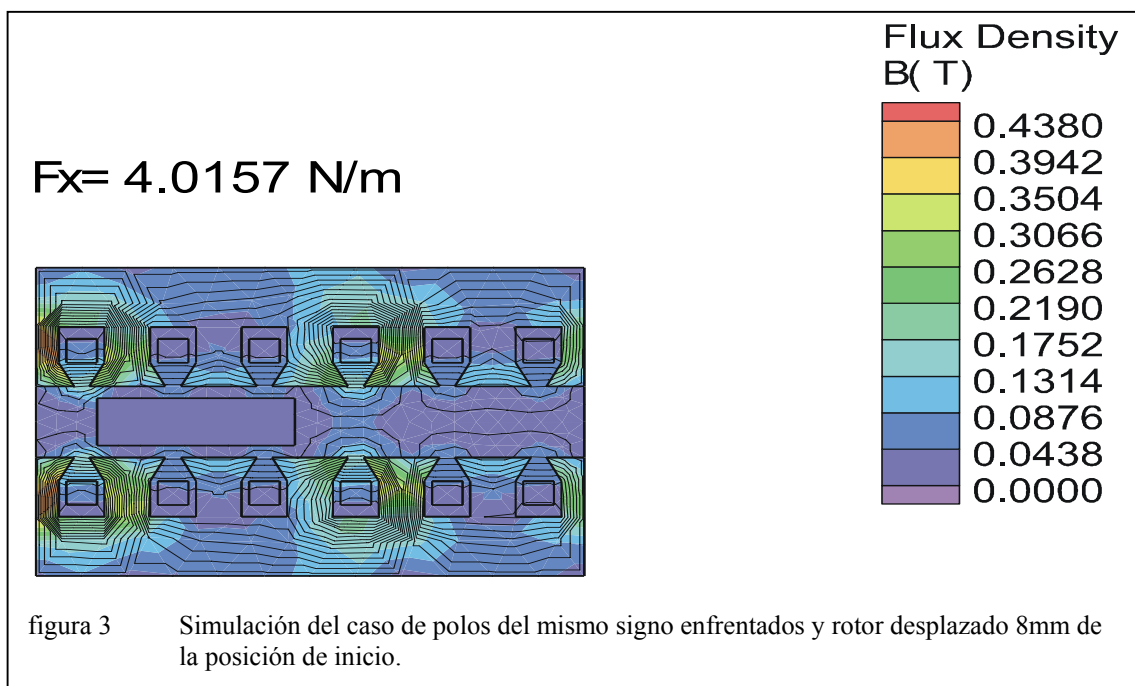 Flux Density
B( T)
Fx= 4.0157 N/m
0.4380
0.3942
0.3504
0.3066
0.2628
0.2190
0.1752
0.1314
0.0876
0.0438
0.0000
figura 3 Simulación del caso de polos del mismo signo enfrentados y rotor desplazado 8mm de
la posición de inicio.